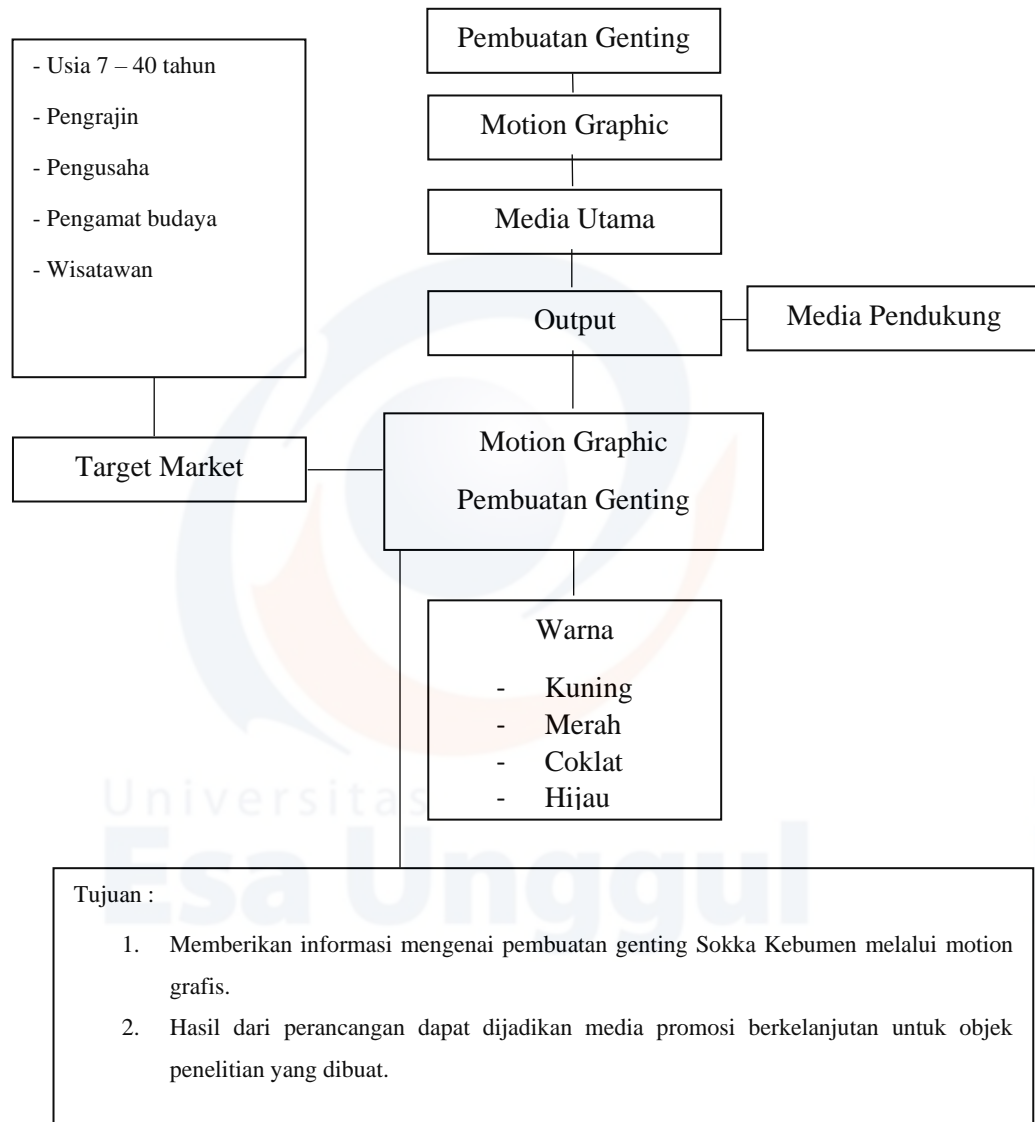 Pembuatan Genting
- Usia 7 – 40 tahun
- Pengrajin
- Pengusaha
- Pengamat budaya
- Wisatawan
Motion Graphic
Media Utama
Output
Media Pendukung
Target Market
Motion Graphic
Pembuatan Genting
Warna
- Kuning
- Merah
- Coklat
- Hijau
Universitas
Esa Unggul
Tujuan :
1. Memberikan informasi mengenai pembuatan genting Sokka Kebumen melalui motion
grafis.
2. Hasil dari perancangan dapat dijadikan media promosi berkelanjutan untuk objek
penelitian yang dibuat.